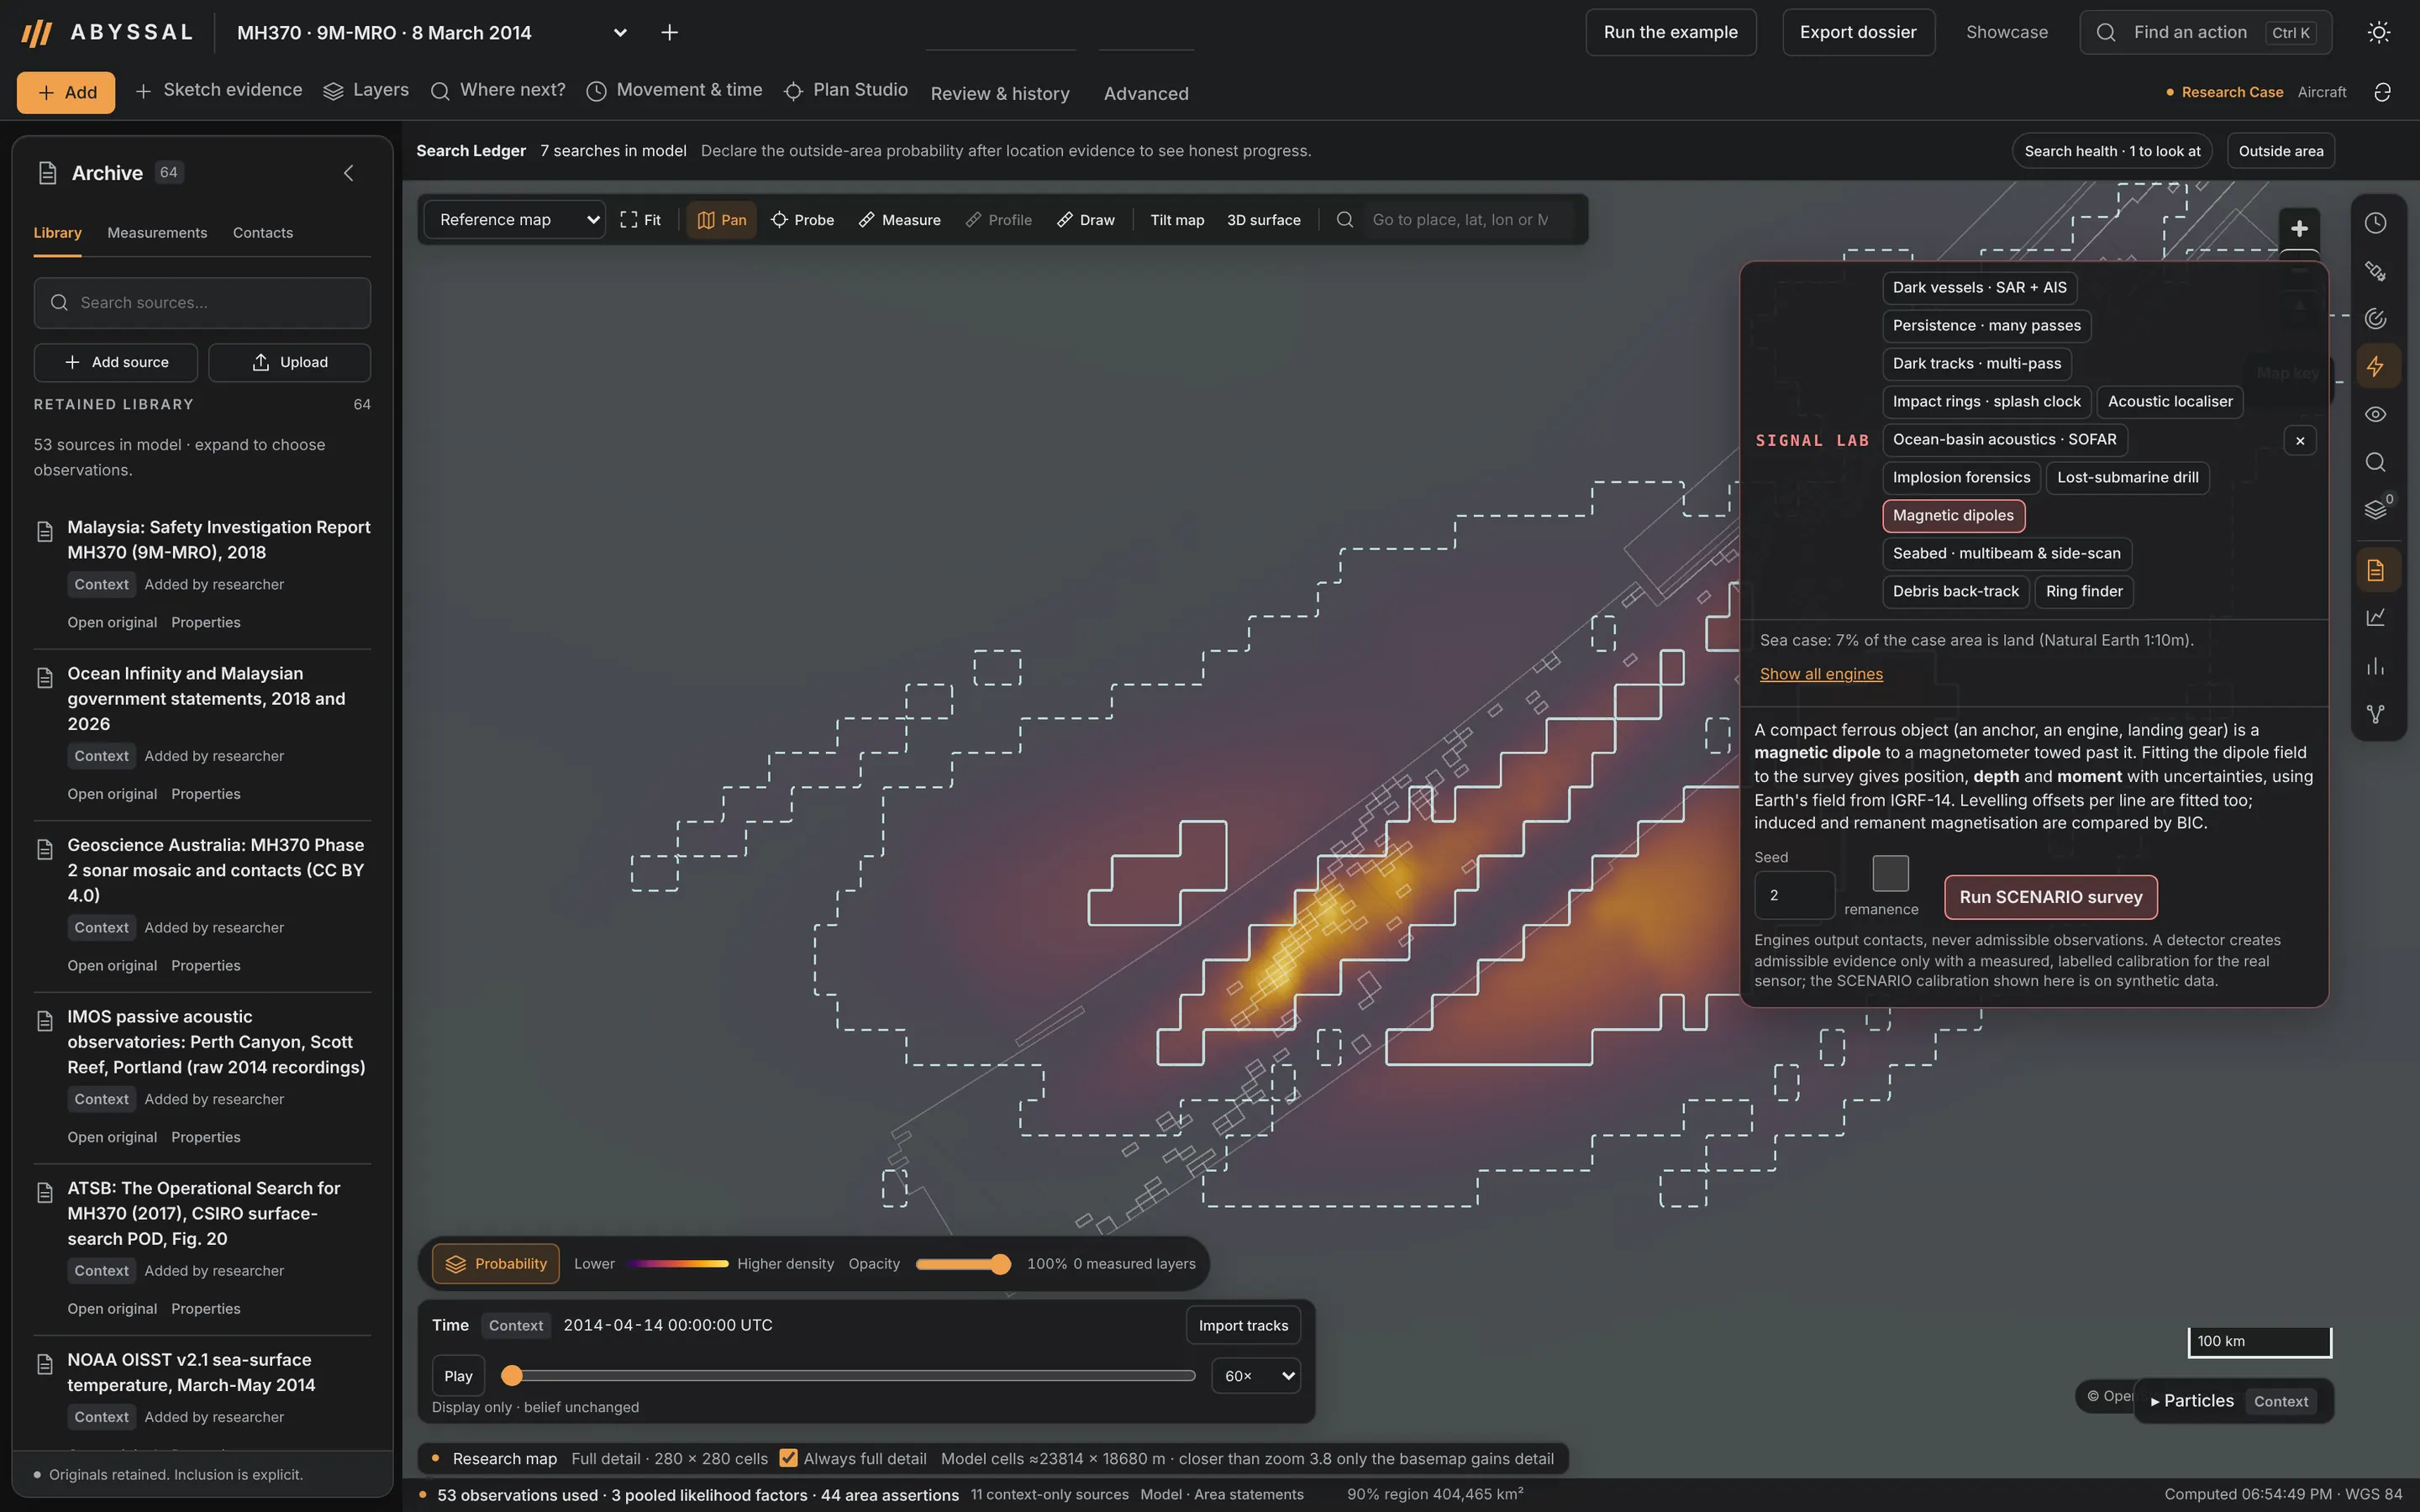 ABYSSAL
MH370 · 9M-MRO · 8 March 2014
Run the example
Export dossier
Showcase
Find an action Ctrl K
Add
Sketch evidence
Layers
Where next?
Movement & time
Plan Studio
Review & history
Advanced
Research Case Aircraft
Archive 64
Library
Measurements
Contacts
Search sources...
Add source
Upload
RETAINED LIBRARY 64
53 sources in model · expand to choose
observations.
Malaysia: Safety Investigation Report
MH370 (9M-MRO), 2018
Context Added by researcher
Open original Properties
Ocean Infinity and Malaysian
government statements, 2018 and
2026
Context Added by researcher
Open original Properties
Geoscience Australia: MH370 Phase
2 sonar mosaic and contacts (CC BY
4.0)
Context Added by researcher
Open original Properties
IMOS passive acoustic
observatories: Perth Canyon, Scott
Reef, Portland (raw 2014 recordings)
Context Added by researcher
Open original Properties
ATSB: The Operational Search for
MH370 (2017), CSIRO surface-
search POD, Fig. 20
Context Added by researcher
Open original Properties
NOAA OISST v2.1 sea-surface
temperature, March-May 2014
Context Added by researcher
Originals retained. Inclusion is explicit.
Search Ledger 7 searches in model Declare the outside-area probability after location evidence to see honest progress.
Search health · 1 to look at
Outside area
Reference map
Fit
Pan
Probe
Measure
Profile
Draw
Tilt map
3D surface
Go to place, lat, lon or M
Map key
0
SIGNAL LAB
Dark vessels · SAR + AIS
Persistence · many passes
Dark tracks · multi-pass
Impact rings · splash clock
Acoustic localiser
Ocean-basin acoustics · SOFAR
Implosion forensics
Lost-submarine drill
Magnetic dipoles
Seabed · multibeam & side-scan
Debris back-track
Ring finder
Sea case: 7% of the case area is land (Natural Earth 1:10m).
Show all engines
A compact ferrous object (an anchor, an engine, landing gear) is a
magnetic dipole to a magnetometer towed past it. Fitting the dipole field
to the survey gives position, depth and moment with uncertainties, using
Earth's field from IGRF-14. Levelling offsets per line are fitted too;
induced and remanent magnetisation are compared by BIC.
Seed
2
remanence
Run SCENARIO survey
Engines output contacts, never admissible observations. A detector creates
admissible evidence only with a measured, labelled calibration for the real
sensor; the SCENARIO calibration shown here is on synthetic data.
Probability
Lower
Higher density
Opacity
100% 0 measured layers
Time Context 2014-04-14 00:00:00 UTC
Import tracks
Play
60×
Display only · belief unchanged
100 km
© Oper
Particles Context
Research map Full detail · 280 × 280 cells Always full detail Model cells ≈23814 × 18680 m · closer than zoom 3.8 only the basemap gains detail
53 observations used · 3 pooled likelihood factors · 44 area assertions 11 context-only sources Model · Area statements 90% region 404,465 km²
Computed 06:54:49 PM · WGS 84